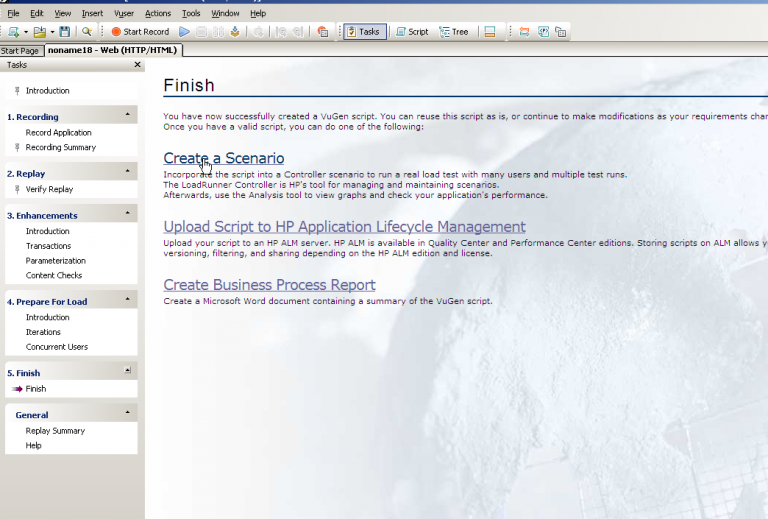 File Edit View Insert Vuser Actions Tools Window Help
Start Record Tasks Script Tree
Start Page noname18 - Web (HTTP/HTML)
Tasks
Introduction
1. Recording
Record Application
Recording Summary
2. Replay
Verify Replay
3. Enhancements
Introduction
Transactions
Parameterization
Content Checks
4. Prepare For Load
Introduction
Iterations
Concurrent Users
5. Finish
Finish
General
Replay Summary
Help
Finish
You have now successfully created a VuGen script. You can reuse this script as is, or continue to make modifications as your requirements
Once you have a valid script, you can do one of the following:
Create a Scenario
Incorporate the script into a Controller scenario to run a real load test with many users and multiple test runs.
The LoadRunner Controller is HP's tool for managing and maintaining scenarios.
Afterwards, use the Analysis tool to view graphs and check your application's performance.
Upload Script to HP Application Lifecycle Management
Upload your script to an HP ALM server. HP ALM is available in Quality Center and Performance Center editions. Storing scripts on ALM allows
versioning, filtering, and sharing depending on the HP ALM edition and license.
Create Business Process Report
Create a Microsoft Word document containing a summary of the VuGen script.